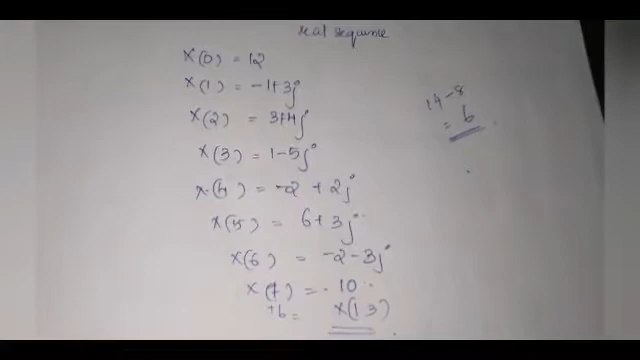 real sequence
x(0) = 12
x(1) = -1+3j
x(2) = 3+4j
x(3) = 1-5j
x(4) = -2 + 2j
x(5) = 6+3j
x(6) = -2-3j
x(7) = 10
+6 = x(13)
14-8
= 6